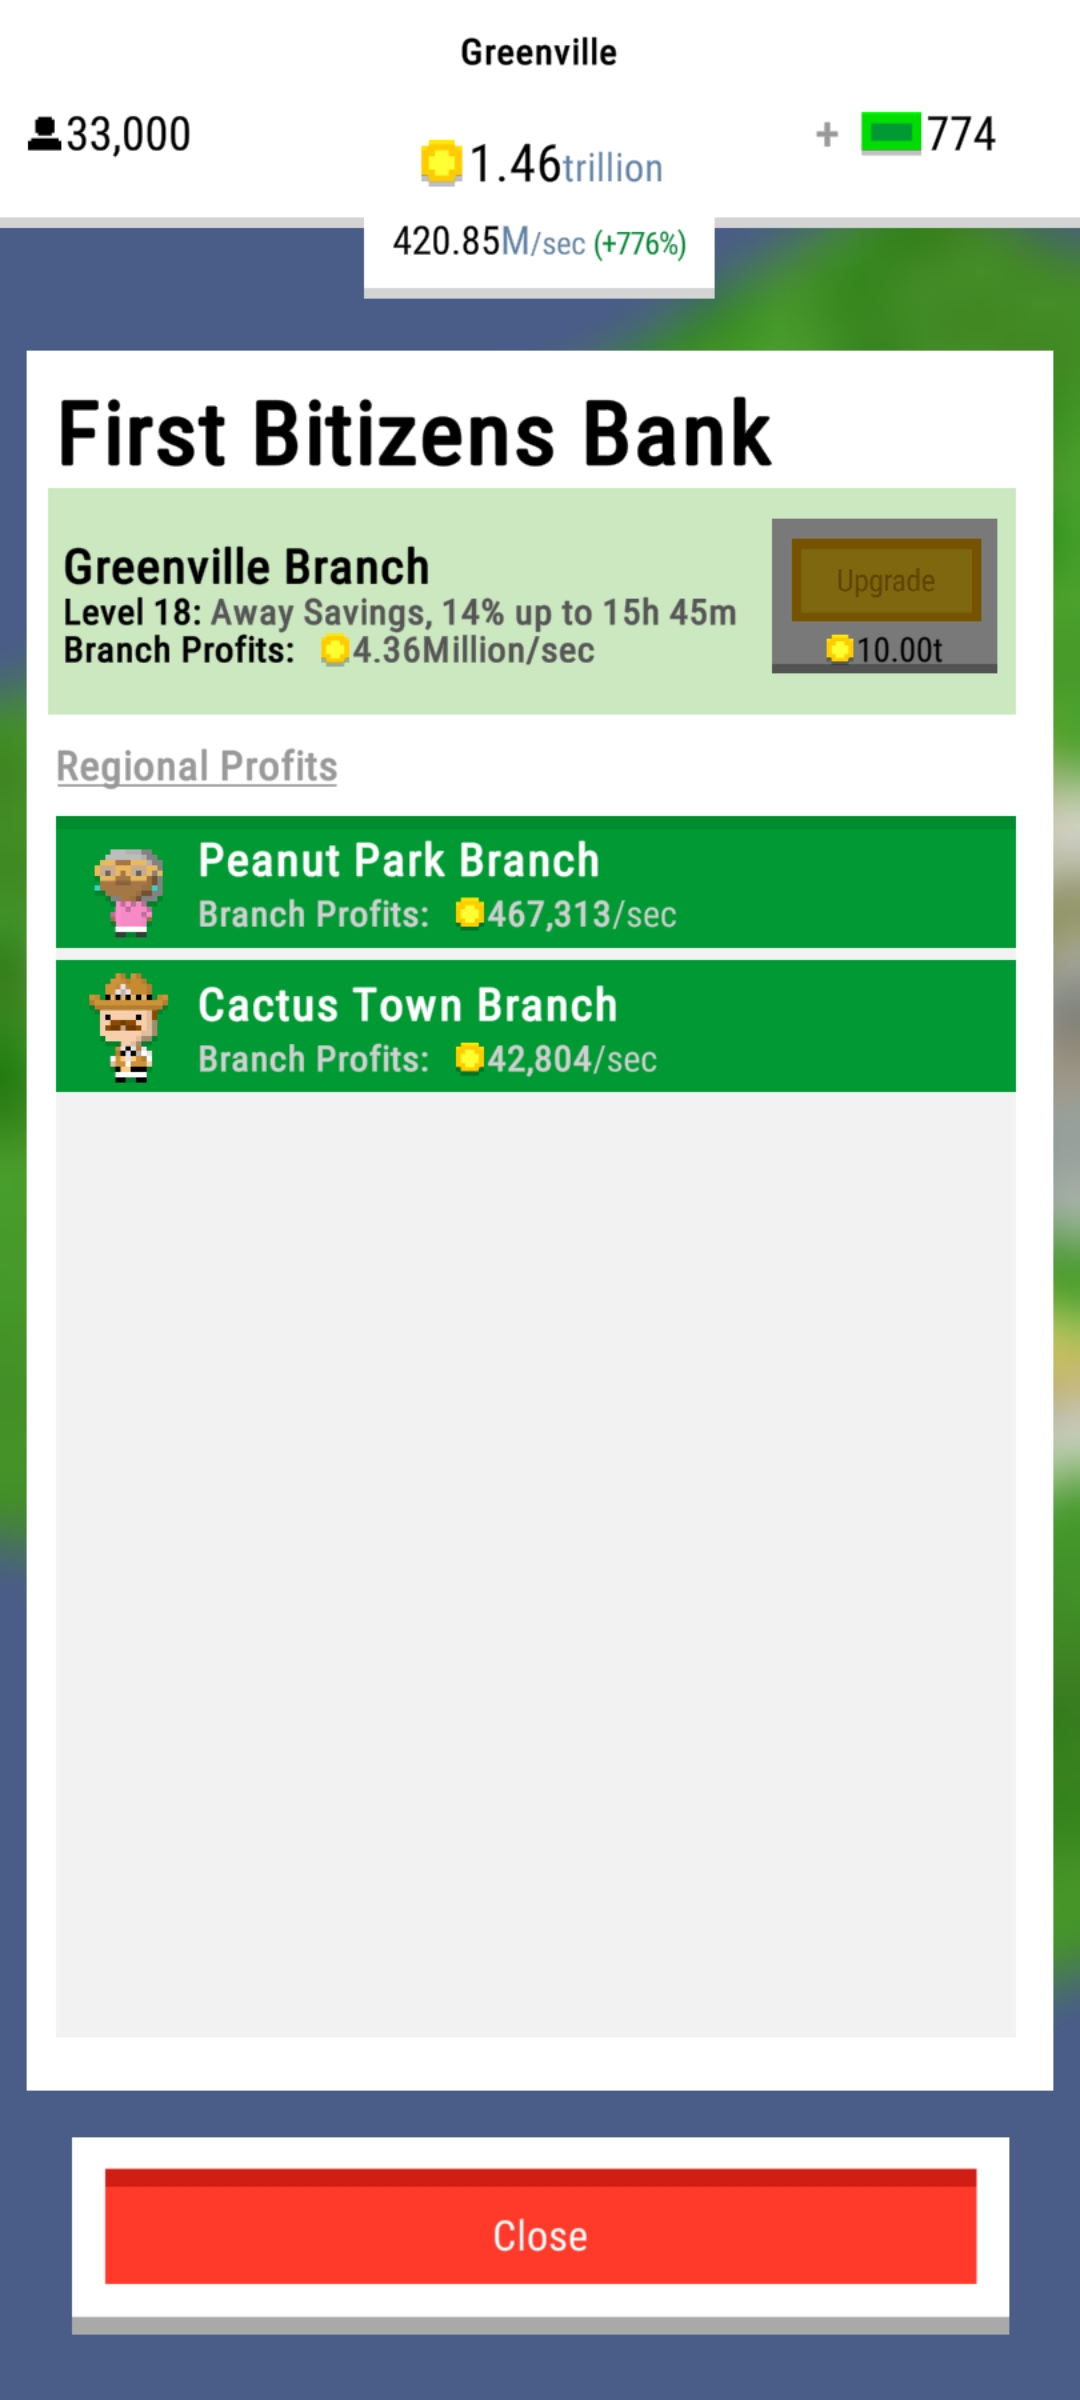 Greenville
33,000
1.46trillion
+ 774
420.85M/sec (+776%)
First Bitizens Bank
Greenville Branch
Level 18: Away Savings, 14% up to 15h 45m
Branch Profits: 4.36Million/sec
Upgrade
10.00t
Regional Profits
Peanut Park Branch
Branch Profits: 467,313/sec
Cactus Town Branch
Branch Profits: 42,804/sec
Close